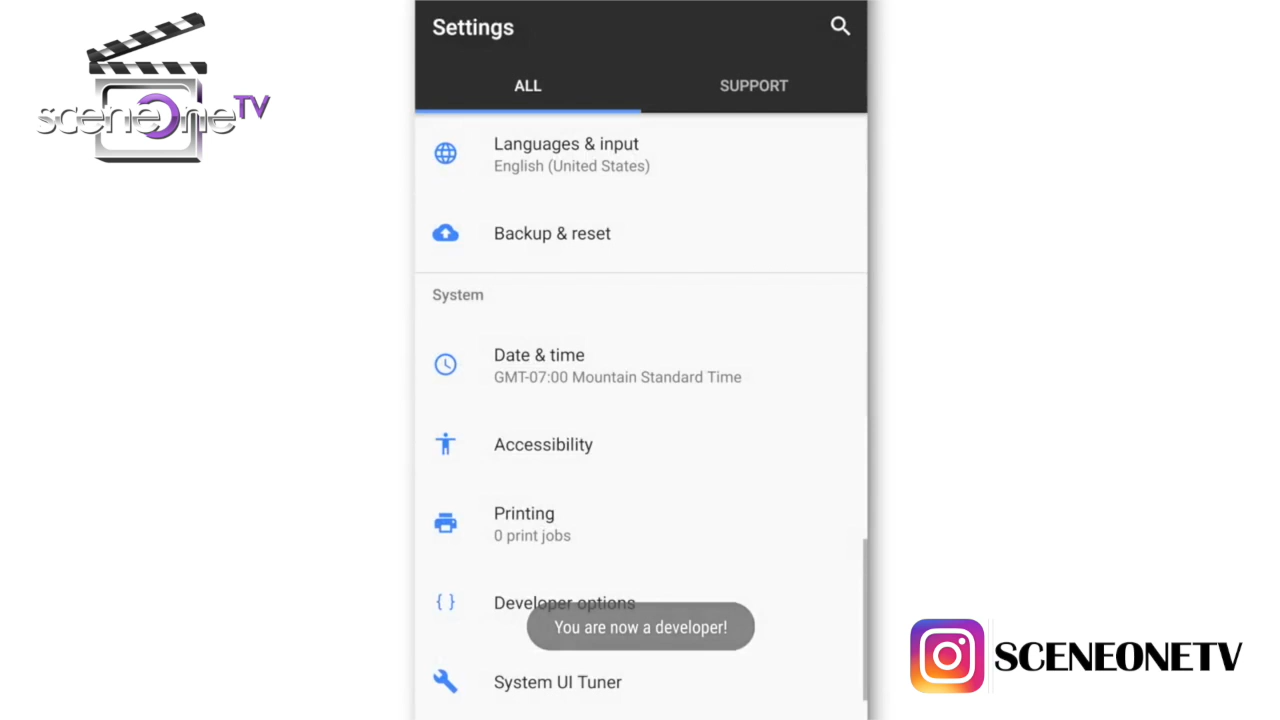 sceneOneTV
Settings
ALL
SUPPORT
Languages & input
English (United States)
Backup & reset
System
Date & time
GMT-07:00 Mountain Standard Time
Accessibility
Printing
0 print jobs
Developer options
You are now a developer!
System UI Tuner
SCENEONETV